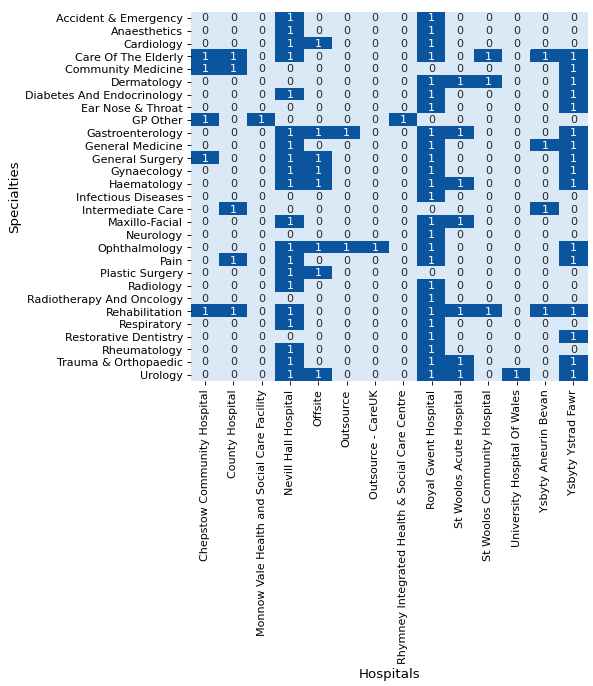 Specialties
Accident & Emergency 0 0 0 1 0 0 0 0 1 0 0 0 0 0
Anaesthetics 0 0 0 1 0 0 0 0 1 0 0 0 0 0
Cardiology 0 0 0 1 1 0 0 0 1 0 0 0 0 0
Care Of The Elderly 1 1 0 1 0 0 0 0 1 0 1 0 1 1
Community Medicine 1 1 0 0 0 0 0 0 0 0 0 0 0 1
Dermatology 0 0 0 0 0 0 0 0 1 1 1 0 0 1
Diabetes And Endocrinology 0 0 0 1 0 0 0 0 1 0 0 0 0 1
Ear Nose & Throat 0 0 0 0 0 0 0 0 1 0 0 0 0 1
GP Other 1 0 1 0 0 0 0 1 0 0 0 0 0 0
Gastroenterology 0 0 0 1 1 1 0 0 1 1 0 0 0 1
General Medicine 0 0 0 1 0 0 0 0 1 0 0 0 1 1
General Surgery 1 0 0 1 1 0 0 0 1 0 0 0 0 1
Gynaecology 0 0 0 1 1 0 0 0 1 0 0 0 0 1
Haematology 0 0 0 1 1 0 0 0 1 1 0 0 0 1
Infectious Diseases 0 0 0 0 0 0 0 0 1 0 0 0 0 0
Intermediate Care 0 1 0 0 0 0 0 0 0 0 0 0 1 0
Maxillo-Facial 0 0 0 1 0 0 0 0 1 1 0 0 0 0
Neurology 0 0 0 0 0 0 0 0 1 0 0 0 0 0
Ophthalmology 0 0 0 1 1 1 1 0 1 0 0 0 0 1
Pain 0 1 0 1 0 0 0 0 1 0 0 0 0 1
Plastic Surgery 0 0 0 1 1 0 0 0 0 0 0 0 0 0
Radiology 0 0 0 1 0 0 0 0 1 0 0 0 0 0
Radiotherapy And Oncology 0 0 0 0 0 0 0 0 1 0 0 0 0 0
Rehabilitation 1 1 0 1 0 0 0 0 1 1 1 0 1 1
Respiratory 0 0 0 1 0 0 0 0 1 0 0 0 0 0
Restorative Dentistry 0 0 0 0 0 0 0 0 1 0 0 0 0 1
Rheumatology 0 0 0 1 0 0 0 0 1 0 0 0 0 0
Trauma & Orthopaedic 0 0 0 1 0 0 0 0 1 1 0 0 0 1
Urology 0 0 0 1 1 0 0 0 1 1 0 1 0 1
Chepstow Community Hospital
County Hospital
Monnow Vale Health and Social Care Facility
Nevill Hall Hospital
Offsite
Outsource
Outsource - CareUK
Rhymney Integrated Health & Social Care Centre
Royal Gwent Hospital
St Woolos Acute Hospital
St Woolos Community Hospital
University Hospital Of Wales
Ysbyty Aneurin Bevan
Ysbyty Ystrad Fawr
Hospitals